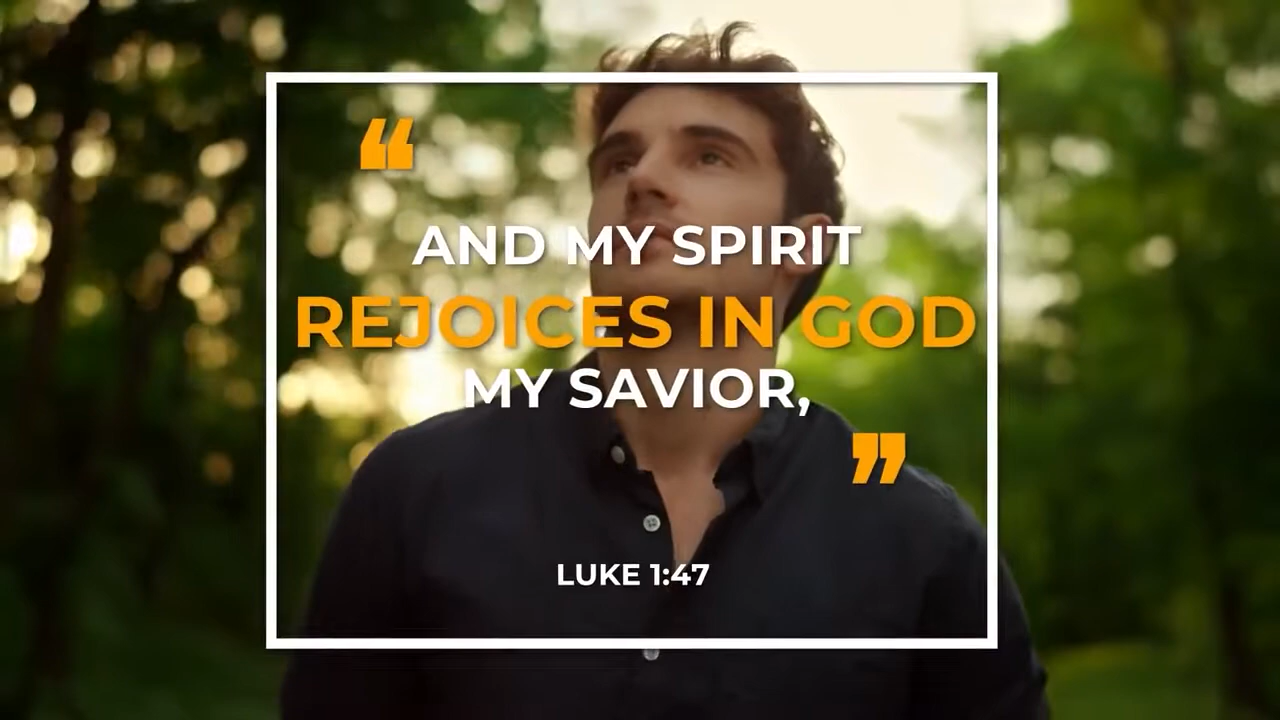 “
AND MY SPIRIT
REJOICES IN GOD
MY SAVIOR,
”
LUKE 1:47